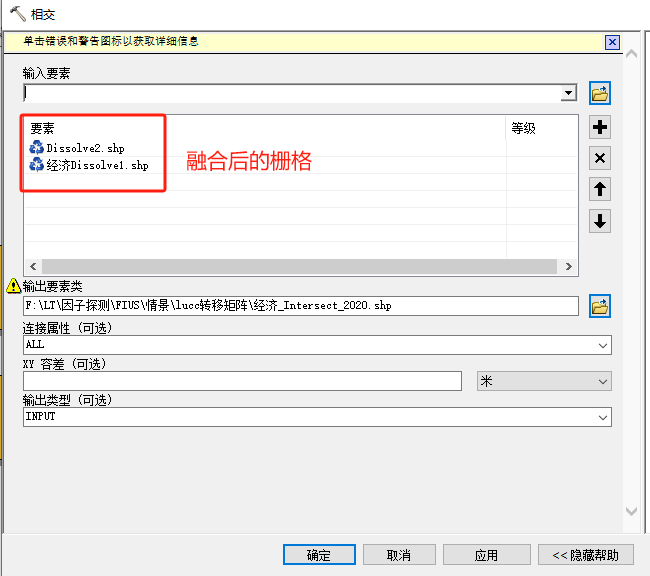 相交
单击错误和警告图标以获取详细信息
输入要素
要素
等级
Dissolve2.shp
经济Dissolve1.shp
融合后的栅格
输出要素类
F:\LT\因子探测\FIUS\情景\lucc转移矩阵\经济_Intersect_2020.shp
连接属性 (可选)
ALL
XY 容差 (可选)
米
输出类型 (可选)
INPUT
确定
取消
应用
<< 隐藏帮助